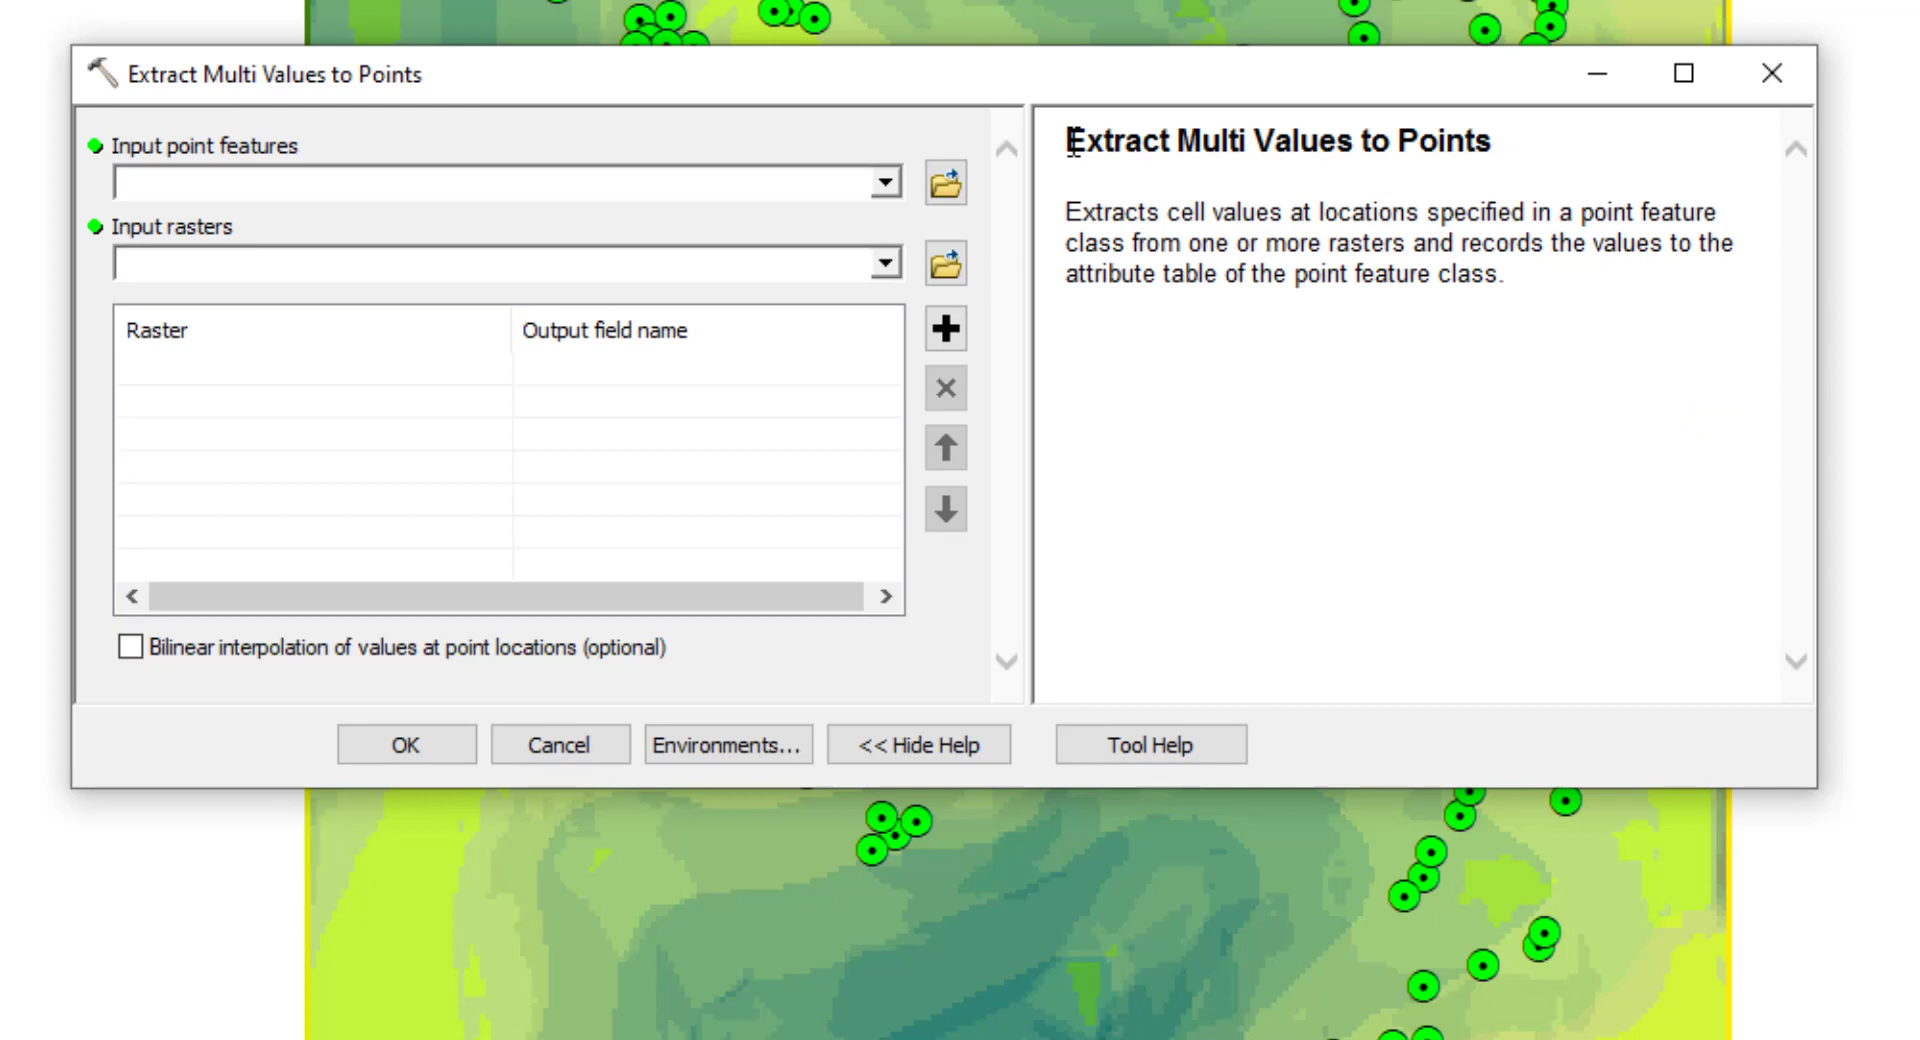 Extract Multi Values to Points
Input point features
Input rasters
Raster
Output field name
Bilinear interpolation of values at point locations (optional)
OK
Cancel
Environments...
<< Hide Help
Extract Multi Values to Points
Extracts cell values at locations specified in a point feature
class from one or more rasters and records the values to the
attribute table of the point feature class.
Tool Help